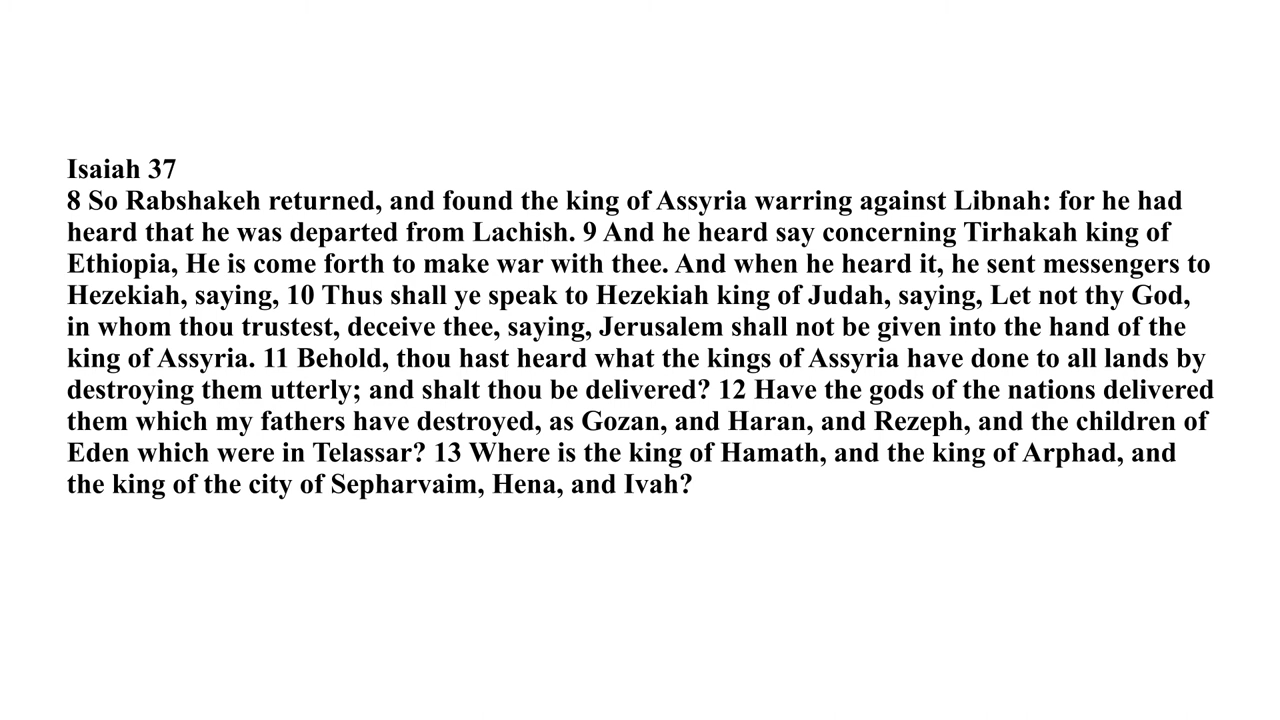 Isaiah 37
8 So Rabshakeh returned, and found the king of Assyria warring against Libnah: for he had
heard that he was departed from Lachish. 9 And he heard say concerning Tirhakah king of
Ethiopia, He is come forth to make war with thee. And when he heard it, he sent messengers to
Hezekiah, saying, 10 Thus shall ye speak to Hezekiah king of Judah, saying, Let not thy God,
in whom thou trustest, deceive thee, saying, Jerusalem shall not be given into the hand of the
king of Assyria. 11 Behold, thou hast heard what the kings of Assyria have done to all lands by
destroying them utterly; and shalt thou be delivered? 12 Have the gods of the nations delivered
them which my fathers have destroyed, as Gozan, and Haran, and Rezeph, and the children of
Eden which were in Telassar? 13 Where is the king of Hamath, and the king of Arphad, and
the king of the city of Sepharvaim, Hena, and Ivah?